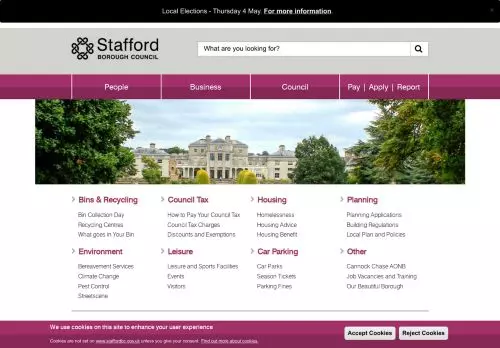 Local Elections - Thursday 4 May. For more information.
×
Stafford
BOROUGH COUNCIL
What are you looking for?
People
Business
Council
Pay | Apply | Report
Bins & Recycling
Bin Collection Day
Recycling Centres
What goes in Your Bin
Council Tax
How to Pay Your Council Tax
Council Tax Charges
Discounts and Exemptions
Housing
Homelessness
Housing Advice
Housing Benefit
Planning
Planning Applications
Building Regulations
Local Plan and Policies
Environment
Bereavement Services
Climate Change
Pest Control
Streetscene
Leisure
Leisure and Sports Facilities
Events
Visitors
Car Parking
Car Parks
Season Tickets
Parking Fines
Other
Cannock Chase AONB
Job Vacancies and Training
Our Beautiful Borough
We use cookies on this site to enhance your user experience
Cookies are not set on www.staffordbc.gov.uk unless you give your consent. Find out more about cookies.
Accept Cookies
Reject Cookies